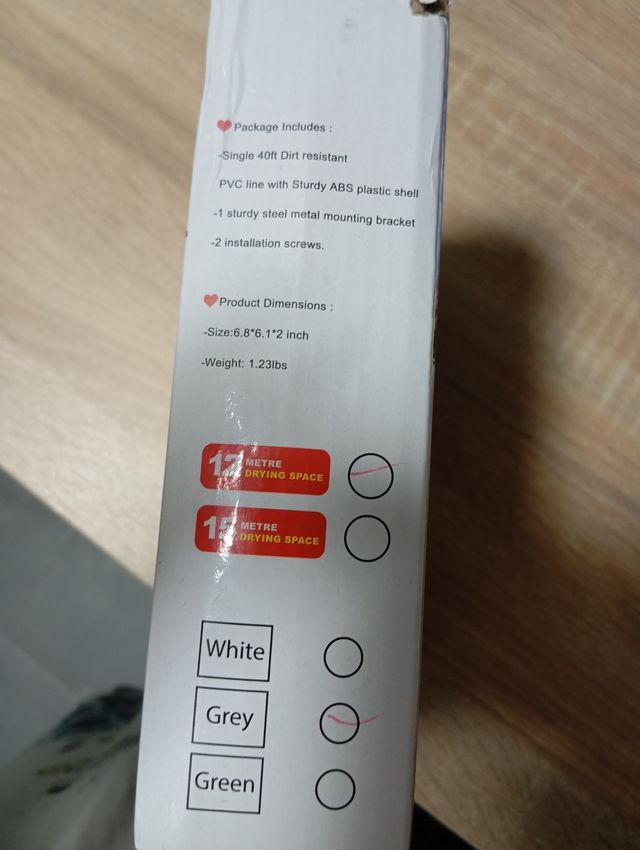 Package Includes :
-Single 40ft Dirt resistant
PVC line with Sturdy ABS plastic shell
-1 sturdy steel metal mounting bracket
-2 installation screws.
Product Dimensions :
-Size:6.8*6.1*2 inch
-Weight: 1.23lbs
12 METRE
DRYING SPACE
15 METRE
DRYING SPACE
White
Grey
Green